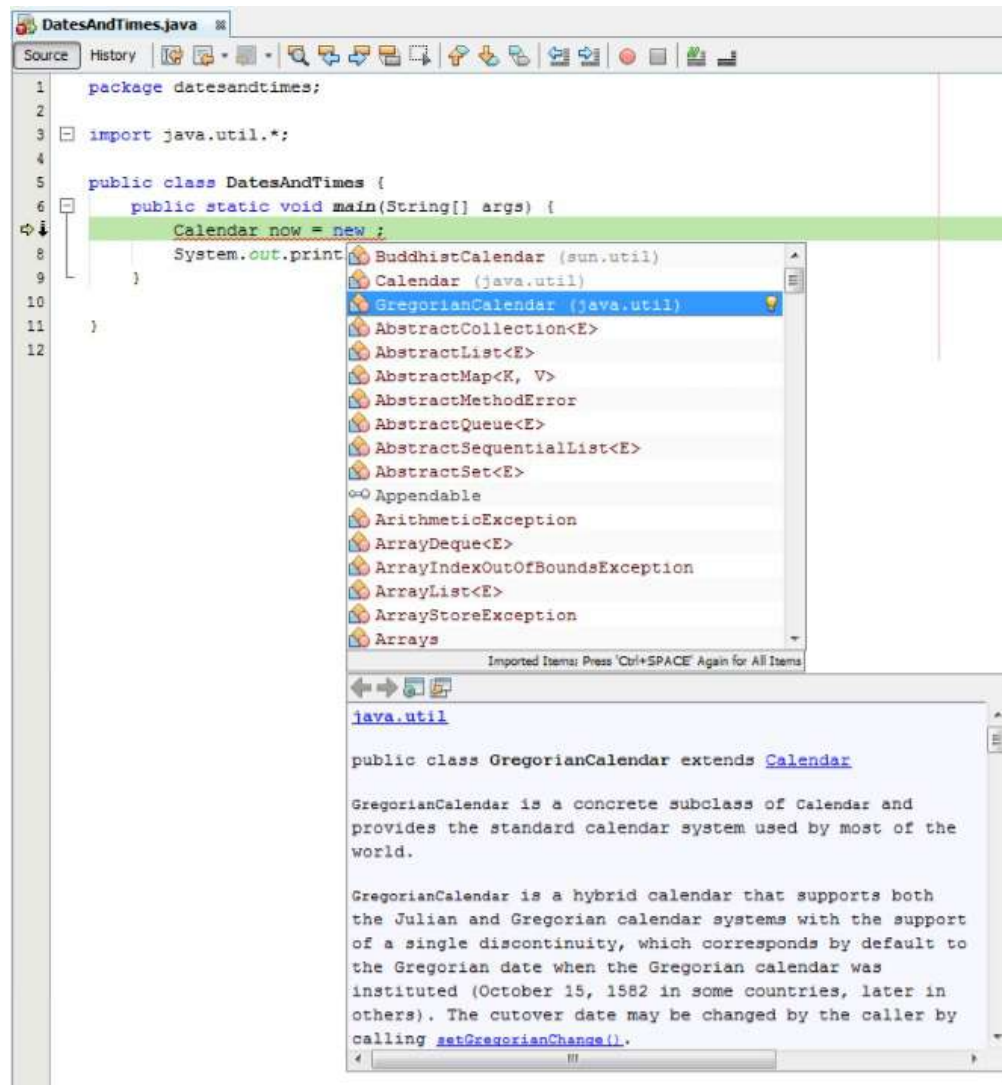 DatesAndTimes.java
Source History
1 package datesandtimes;
2
3 import java.util.*;
4
5 public class DatesAndTimes {
6 public static void main(String[] args) {
Calendar now = new ;
8 System.out.print
9 }
10
11 }
12
BuddhistCalendar (sun.util)
Calendar (java.util)
GregorianCalendar (java.util)
AbstractCollection<E>
AbstractList<E>
AbstractMap<K, V>
AbstractMethodError
AbstractQueue<E>
AbstractSequentialList<E>
AbstractSet<E>
Appendable
ArithmeticException
ArrayDeque<E>
ArrayIndexOutOfBoundsException
ArrayList<E>
ArrayStoreException
Arrays
Imported Items; Press 'Ctrl+SPACE' Again for All Items
java.util
public class GregorianCalendar extends Calendar
GregorianCalendar is a concrete subclass of Calendar and
provides the standard calendar system used by most of the
world.
GregorianCalendar is a hybrid calendar that supports both
the Julian and Gregorian calendar systems with the support
of a single discontinuity, which corresponds by default to
the Gregorian date when the Gregorian calendar was
instituted (October 15, 1582 in some countries, later in
others). The cutover date may be changed by the caller by
calling setGregorianChange().